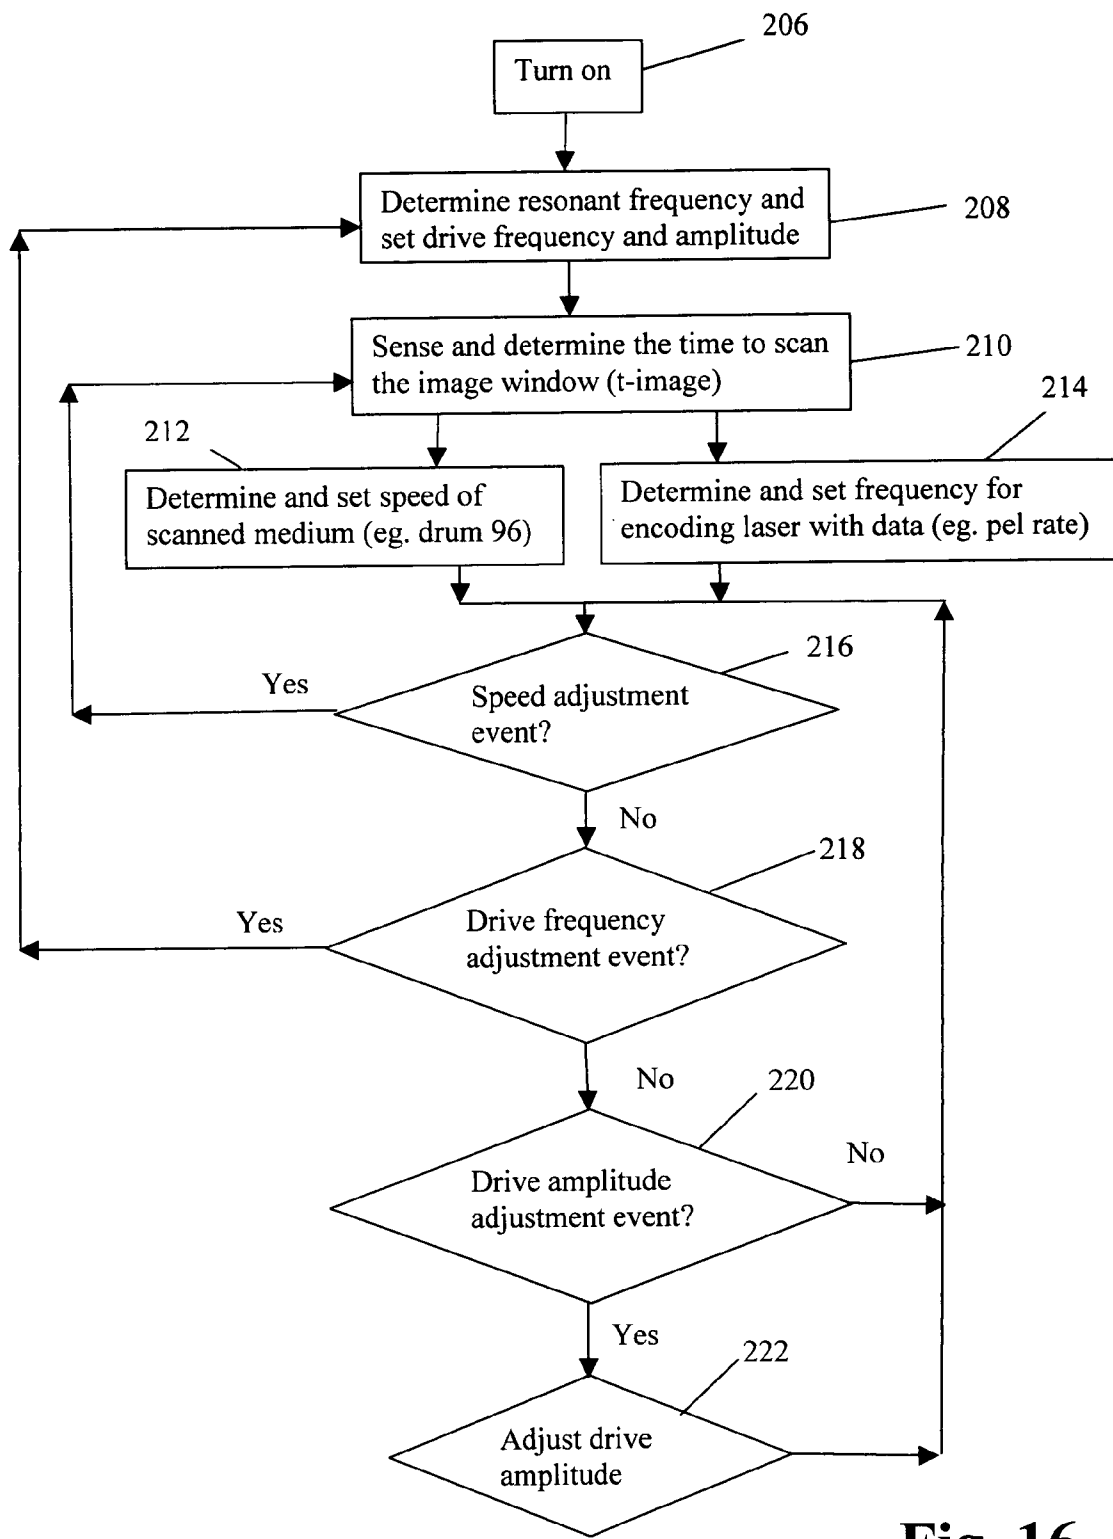 206
Turn on
Determine resonant frequency and
set drive frequency and amplitude
208
Sense and determine the time to scan
the image window (t-image)
210
212
214
Determine and set speed of
scanned medium (eg. drum 96)
Determine and set frequency for
encoding laser with data (eg. pel rate)
216
Yes
Speed adjustment
event?
No
218
Yes
Drive frequency
adjustment event?
No
220
No
Drive amplitude
adjustment event?
Yes
222
Adjust drive
amplitude
Fig. 16